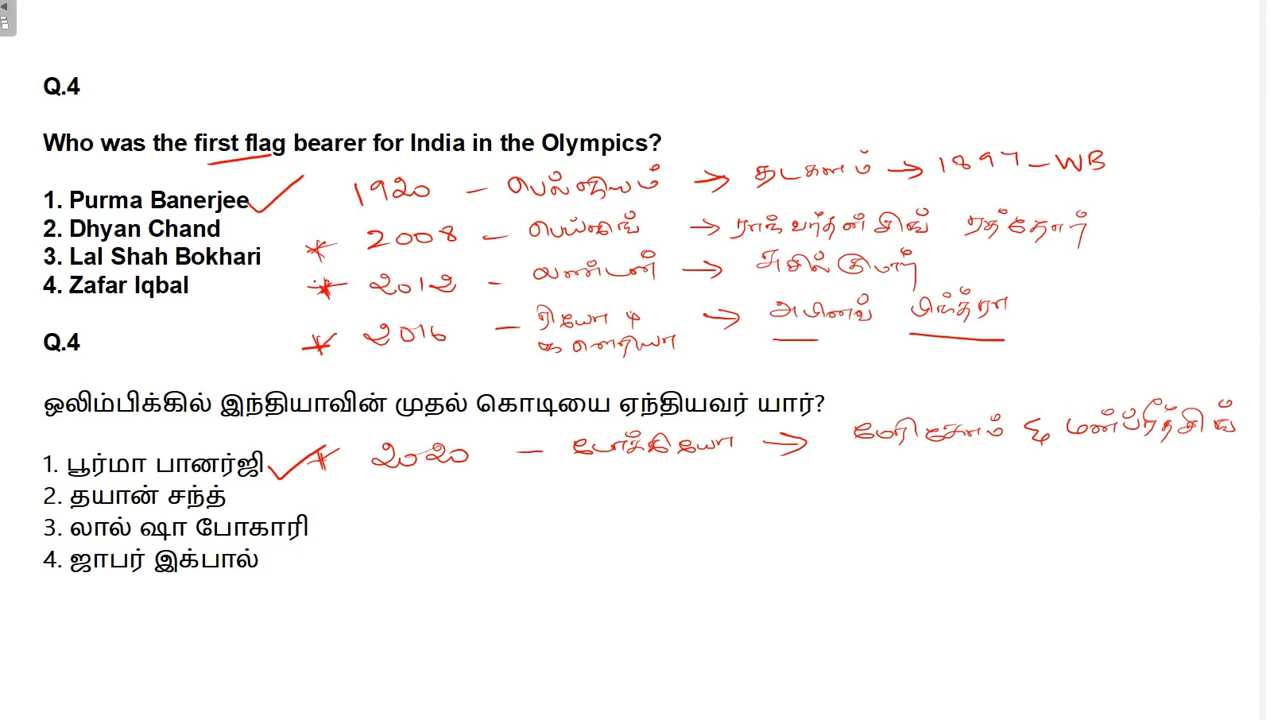 Q.4
Who was the first flag bearer for India in the Olympics?
1920 – பெல்ஜியம் → தடகளம் → 1897 – WB
1. Purma Banerjee
2. Dhyan Chand
* 2008 – பெய்ஜிங் → ராஜ்வர்தன் சிங் ரத்தோர்
3. Lal Shah Bokhari
* 2012 – லண்டன் → சுசில் குமார்
4. Zafar Iqbal
* 2016 – ரியோ டி → அபினவ் பிந்த்ரா
Q.4
ஒலிம்பிக்கில் இந்தியாவின் முதல் கொடியை ஏந்தியவர் யார்?
* 2020 – டோக்கியோ → மேரிகோம் & மன்ப்ரீத்சிங்
1. பூர்மா பானர்ஜி
2. தயான் சந்த்
3. லால் ஷா போகாரி
4. ஜாபர் இக்பால்